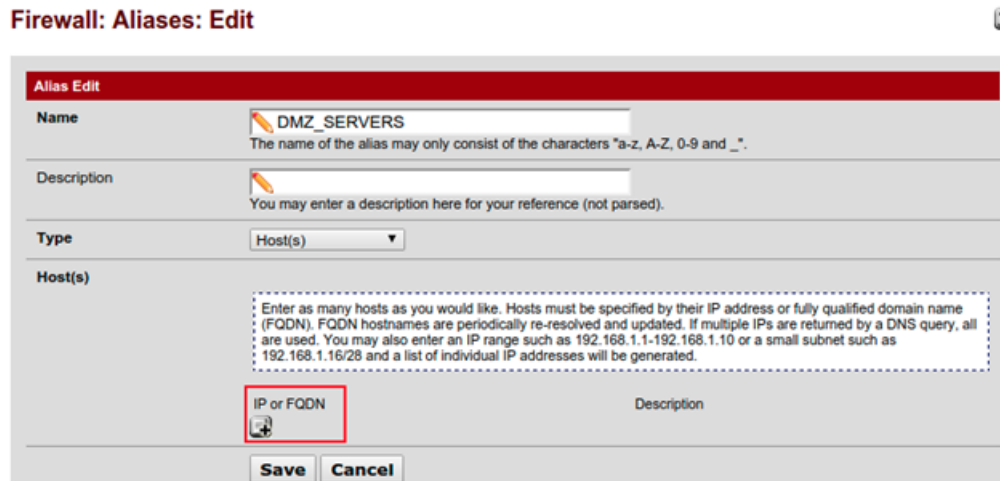 Firewall: Aliases: Edit
Alias Edit
Name
DMZ_SERVERS
The name of the alias may only consist of the characters "a-z, A-Z, 0-9 and _".
Description
You may enter a description here for your reference (not parsed).
Type
Host(s)
Host(s)
Enter as many hosts as you would like. Hosts must be specified by their IP address or fully qualified domain name
(FQDN). FQDN hostnames are periodically re-resolved and updated. If multiple IPs are returned by a DNS query, all
are used. You may also enter an IP range such as 192.168.1.1-192.168.1.10 or a small subnet such as
192.168.1.16/28 and a list of individual IP addresses will be generated.
IP or FQDN
Description
Save
Cancel